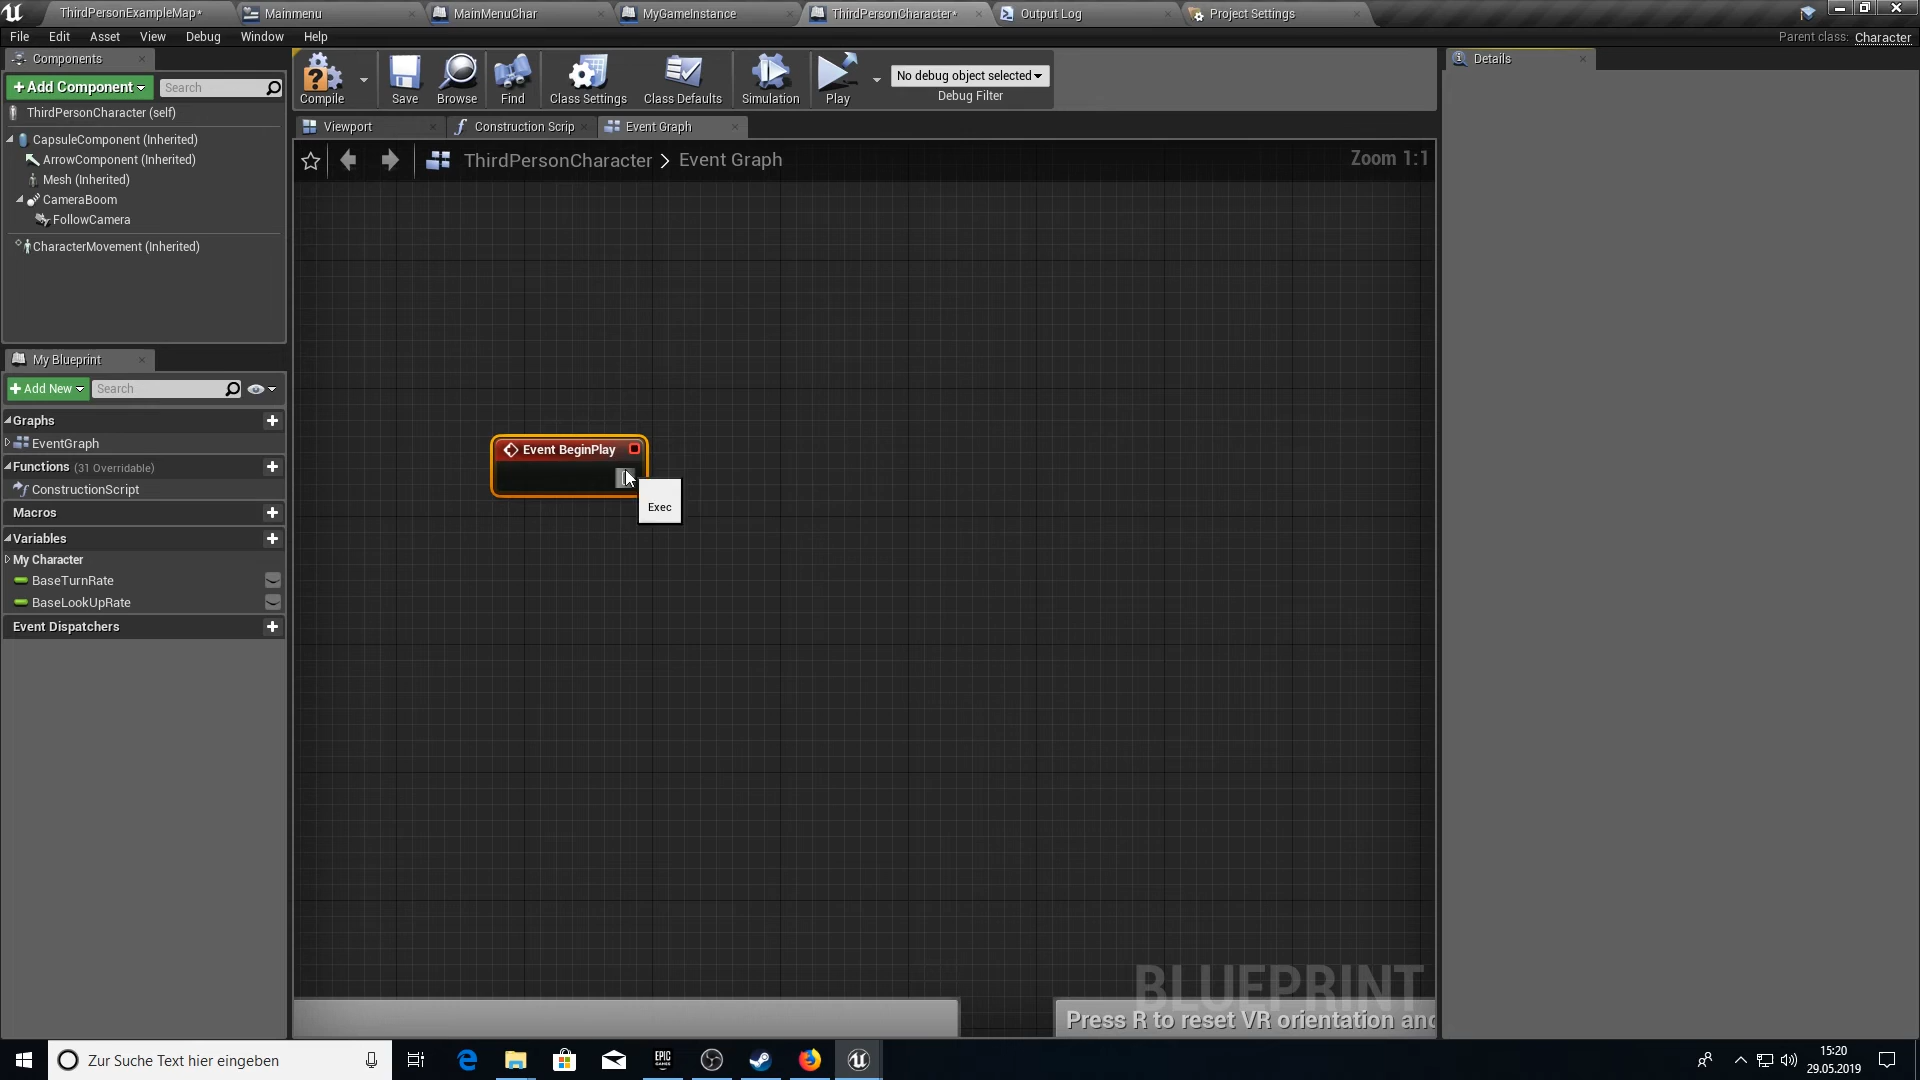 ThirdPersonExampleMap*
Mainmenu
MainMenuChar
MyGameInstance
ThirdPersonCharacter*
Output Log
Project Settings
File Edit Asset View Debug Window Help
Parent class: Character
Components
+Add Component
Search
ThirdPersonCharacter (self)
CapsuleComponent (Inherited)
ArrowComponent (Inherited)
Mesh (Inherited)
CameraBoom
FollowCamera
CharacterMovement (Inherited)
My Blueprint
+Add New
Search
Graphs
EventGraph
Functions (31 Overridable)
ConstructionScript
Macros
Variables
My Character
BaseTurnRate
BaseLookUpRate
Event Dispatchers
Compile
Save
Browse
Find
Class Settings
Class Defaults
Simulation
Play
No debug object selected
Debug Filter
Viewport
Construction Scrip
Event Graph
ThirdPersonCharacter > Event Graph
Zoom 1:1
Event BeginPlay
Exec
BLUEPRINT
Press R to reset VR orientation and
Details
Zur Suche Text hier eingeben
EPIC
GAMES
15:20
29.05.2019